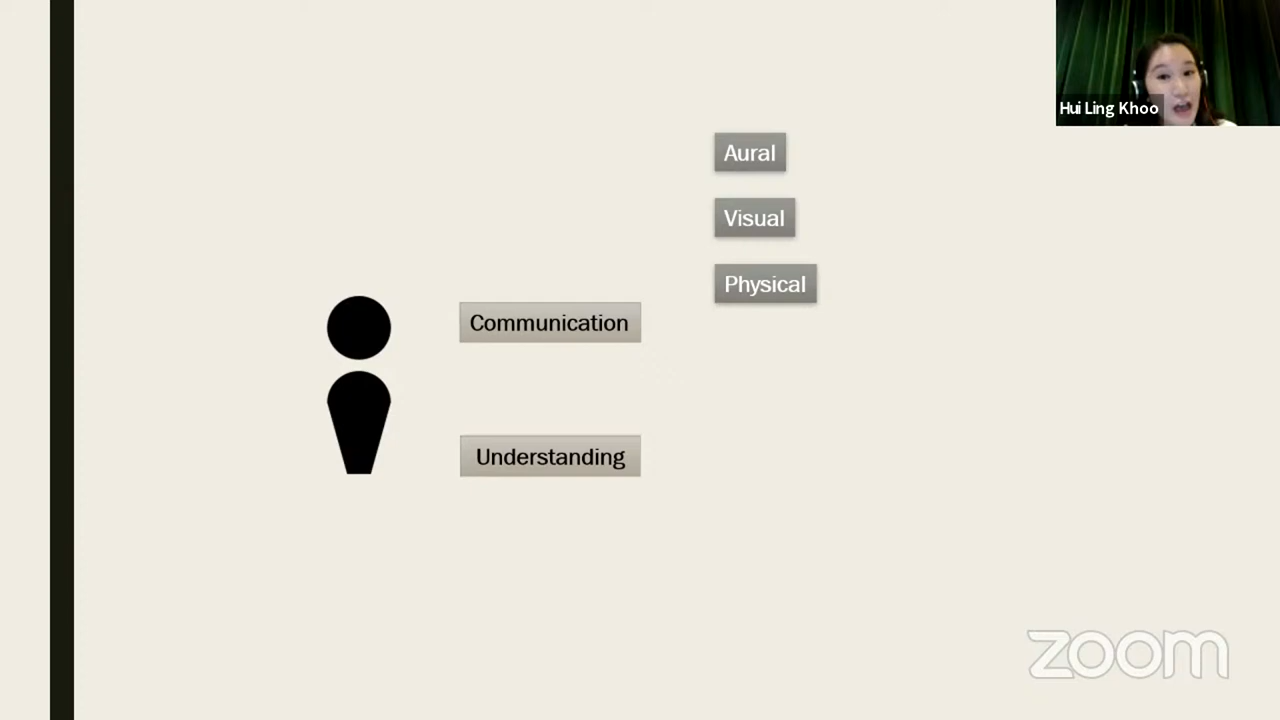 Hui Ling Khoo
Aural
Visual
Physical
Communication
Understanding
zoom